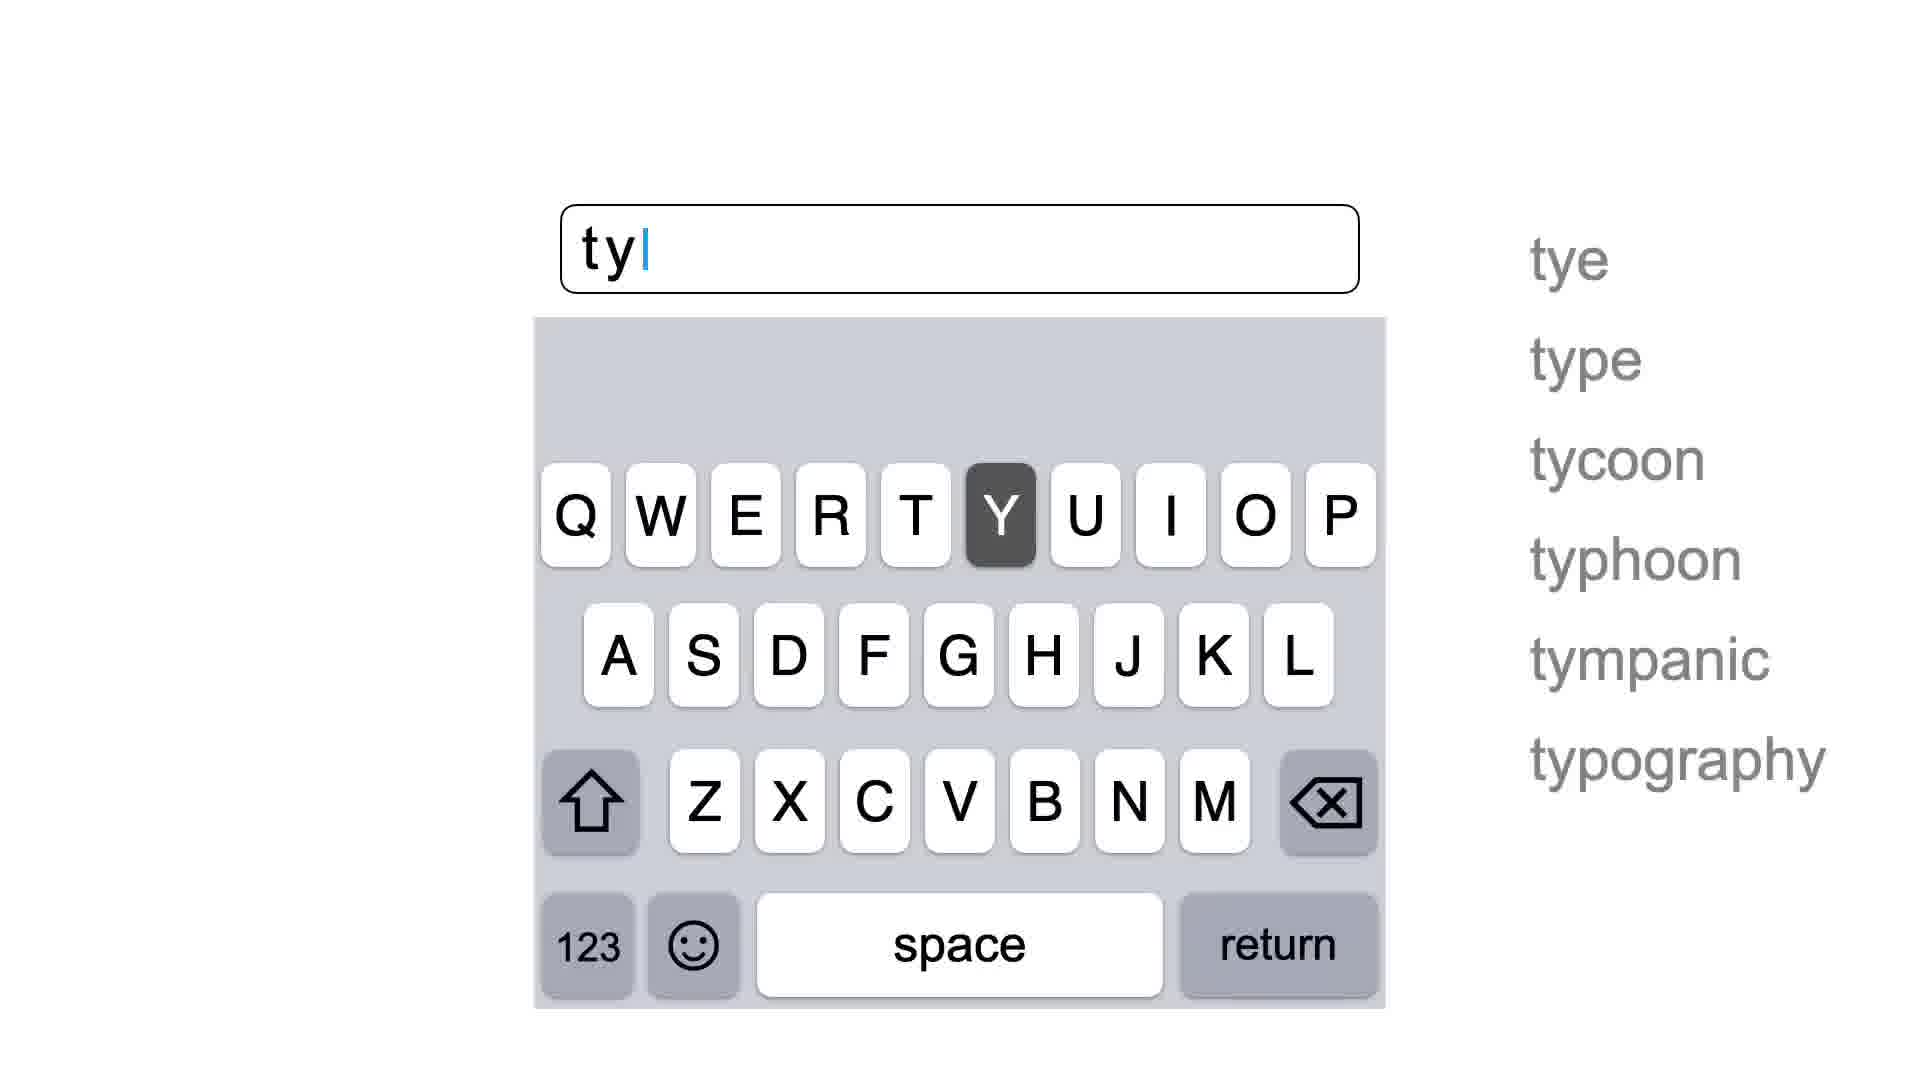 ty
Q W E R T Y U I O P
A S D F G H J K L
Z X C V B N M
123 space return
tye
type
tycoon
typhoon
tympanic
typography